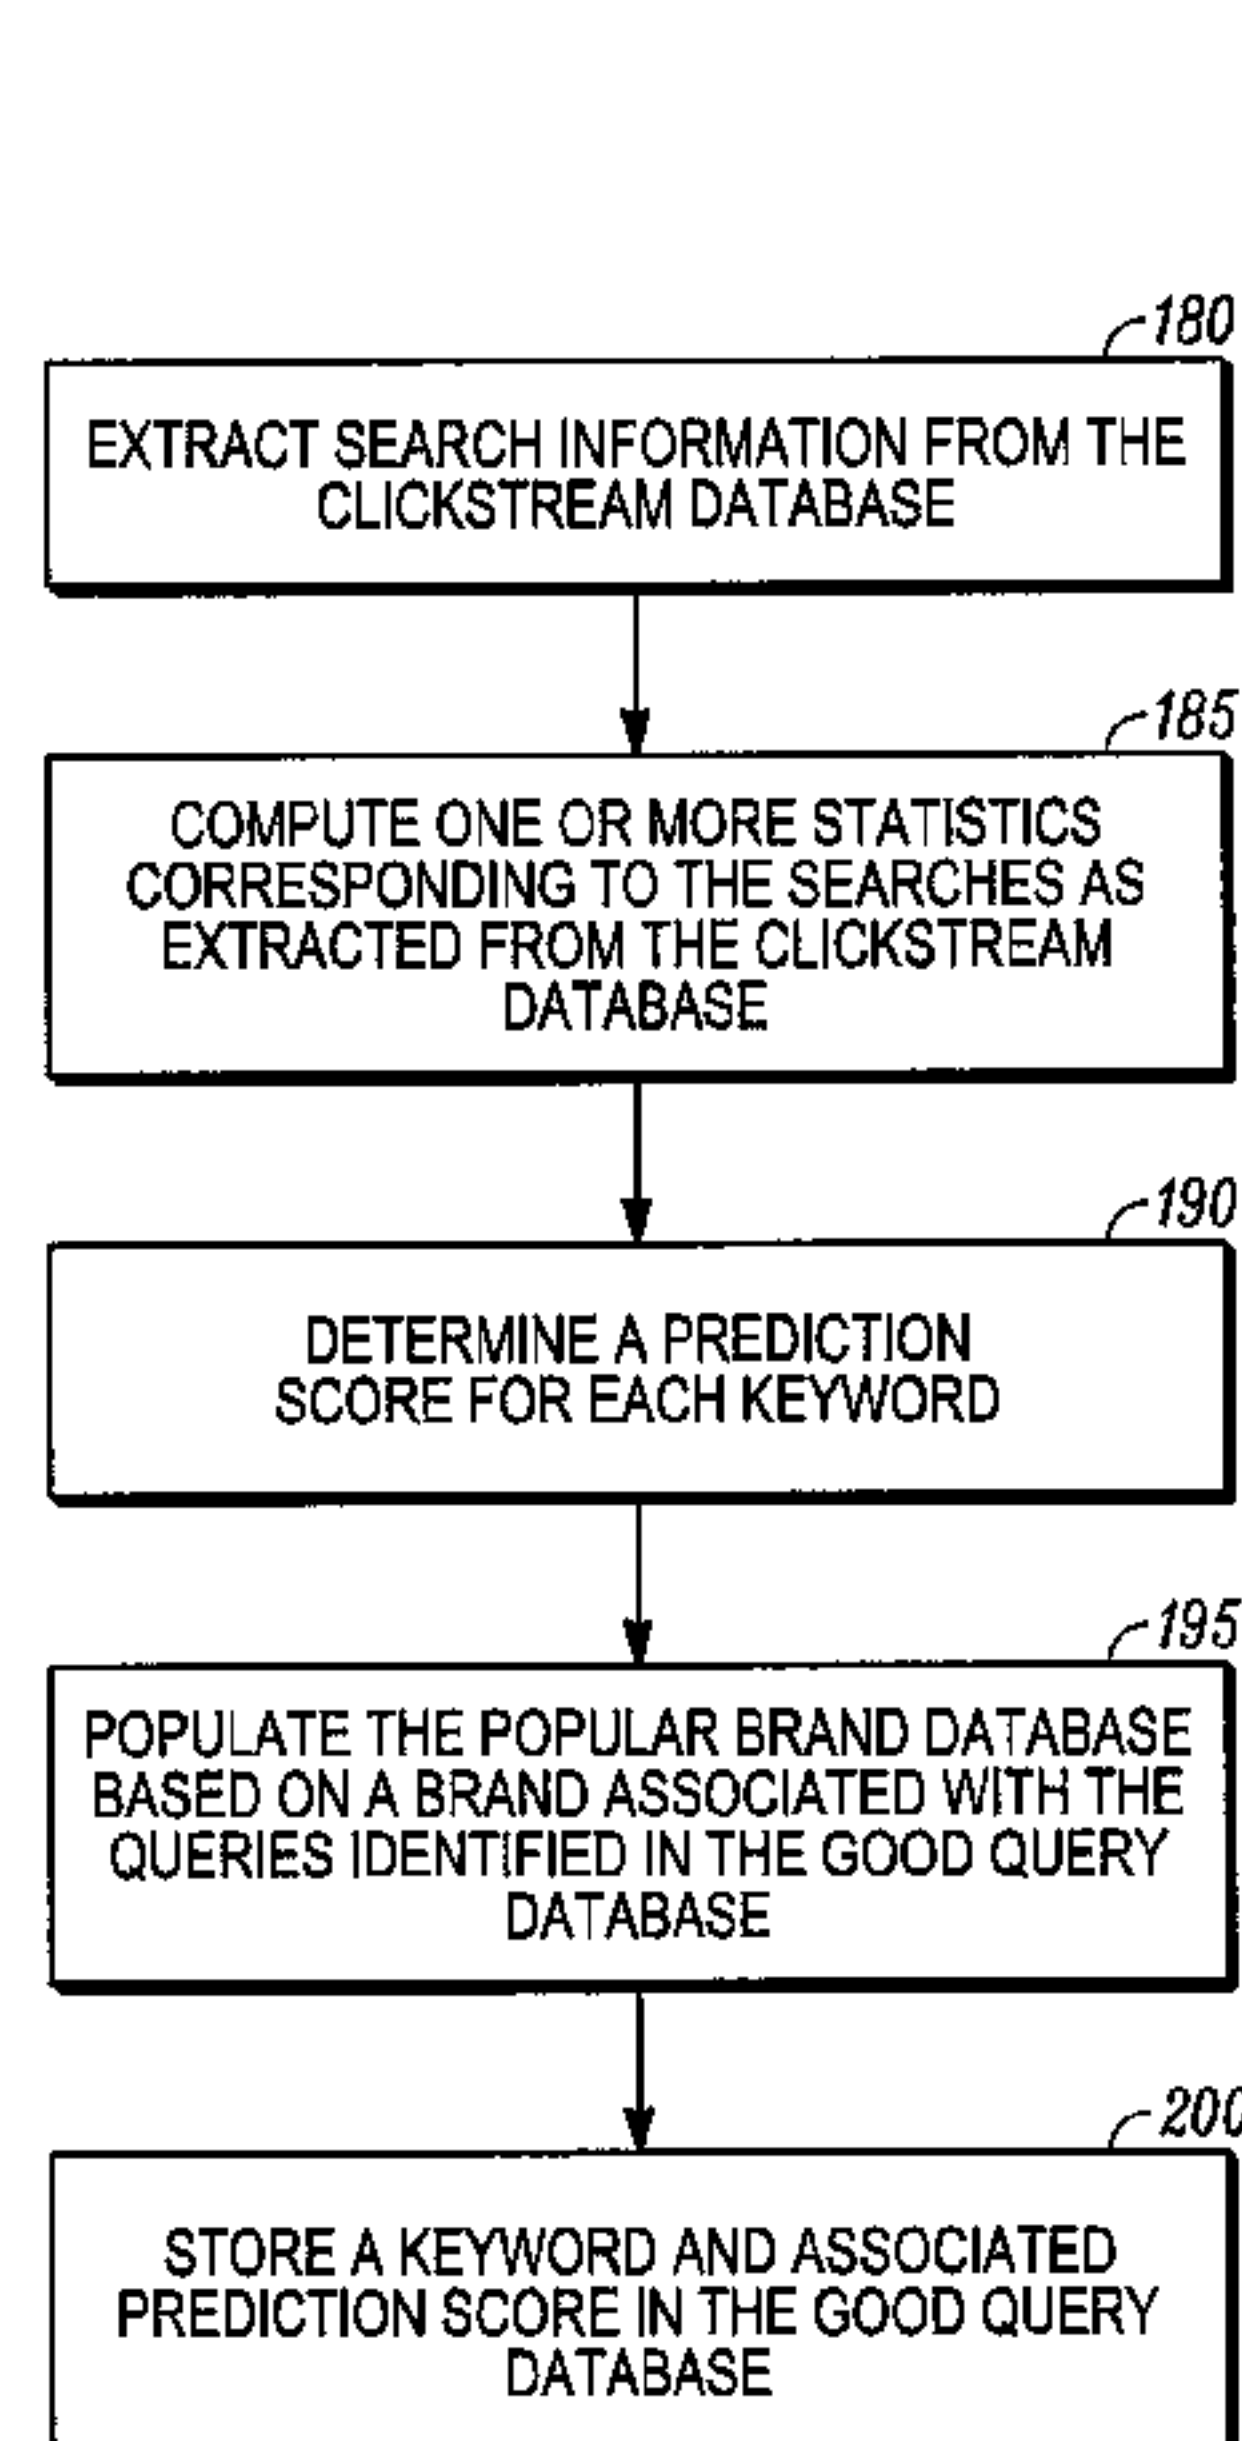 180
EXTRACT SEARCH INFORMATION FROM THE
CLICKSTREAM DATABASE
185
COMPUTE ONE OR MORE STATISTICS
CORRESPONDING TO THE SEARCHES AS
EXTRACTED FROM THE CLICKSTREAM
DATABASE
190
DETERMINE A PREDICTION
SCORE FOR EACH KEYWORD
195
POPULATE THE POPULAR BRAND DATABASE
BASED ON A BRAND ASSOCIATED WITH THE
QUERIES IDENTIFIED IN THE GOOD QUERY
DATABASE
200
STORE A KEYWORD AND ASSOCIATED
PREDICTION SCORE IN THE GOOD QUERY
DATABASE